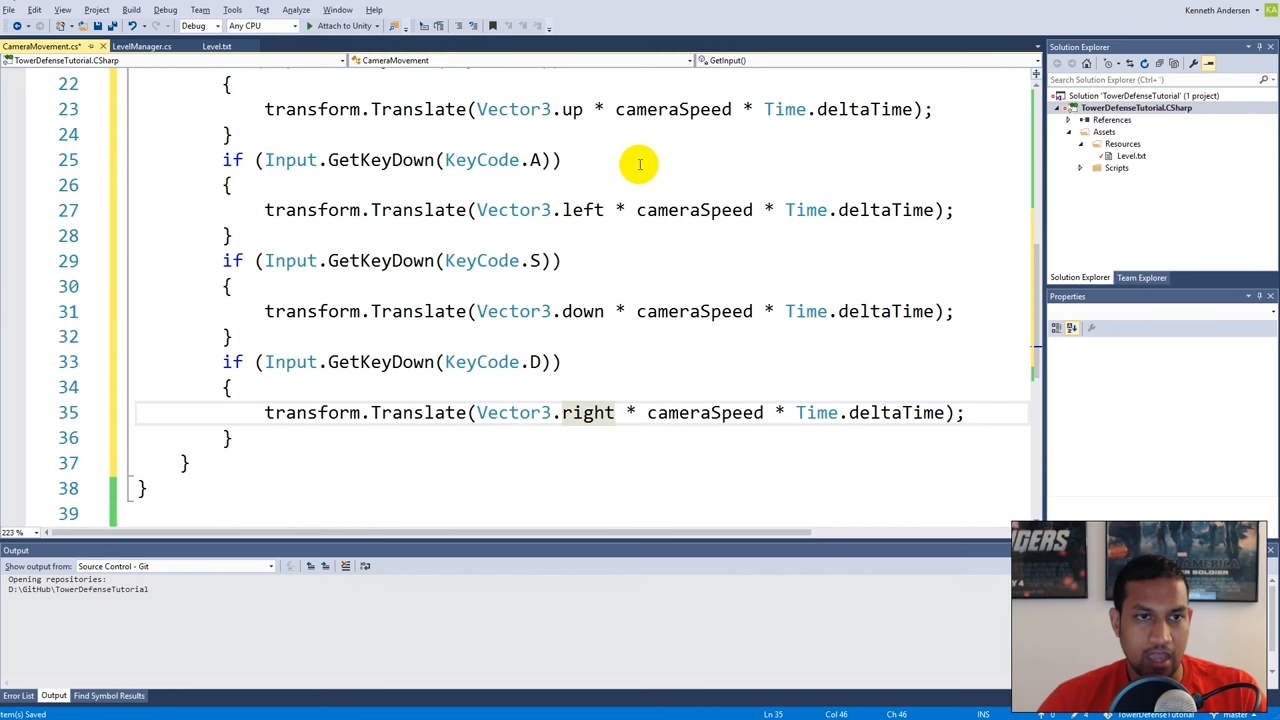 File Edit View Project Build Debug Team Tools Test Analyze Window Help
Kenneth Andersen KA
Debug Any CPU Attach to Unity
CameraMovement.cs* LevelManager.cs Level.txt
TowerDefenseTutorial.CSharp CameraMovement GetInput()
22 {
23 transform.Translate(Vector3.up * cameraSpeed * Time.deltaTime);
24 }
25 if (Input.GetKeyDown(KeyCode.A))
26 {
27 transform.Translate(Vector3.left * cameraSpeed * Time.deltaTime);
28 }
29 if (Input.GetKeyDown(KeyCode.S))
30 {
31 transform.Translate(Vector3.down * cameraSpeed * Time.deltaTime);
32 }
33 if (Input.GetKeyDown(KeyCode.D))
34 {
35 transform.Translate(Vector3.right * cameraSpeed * Time.deltaTime);
36 }
37 }
38 }
39
223 %
Solution Explorer
Search Solution Explorer (Ctrl+¨)
Solution 'TowerDefenseTutorial' (1 project)
TowerDefenseTutorial.CSharp
References
Assets
Resources
Level.txt
Scripts
Solution Explorer Team Explorer
Properties
Output
Show output from: Source Control - Git
Opening repositories:
D:\GitHub\TowerDefenseTutorial
Error List Output Find Symbol Results
tem(s) Saved Ln 35 Col 46 Ch 46 INS 0 4 TowerDefenseTutorial master